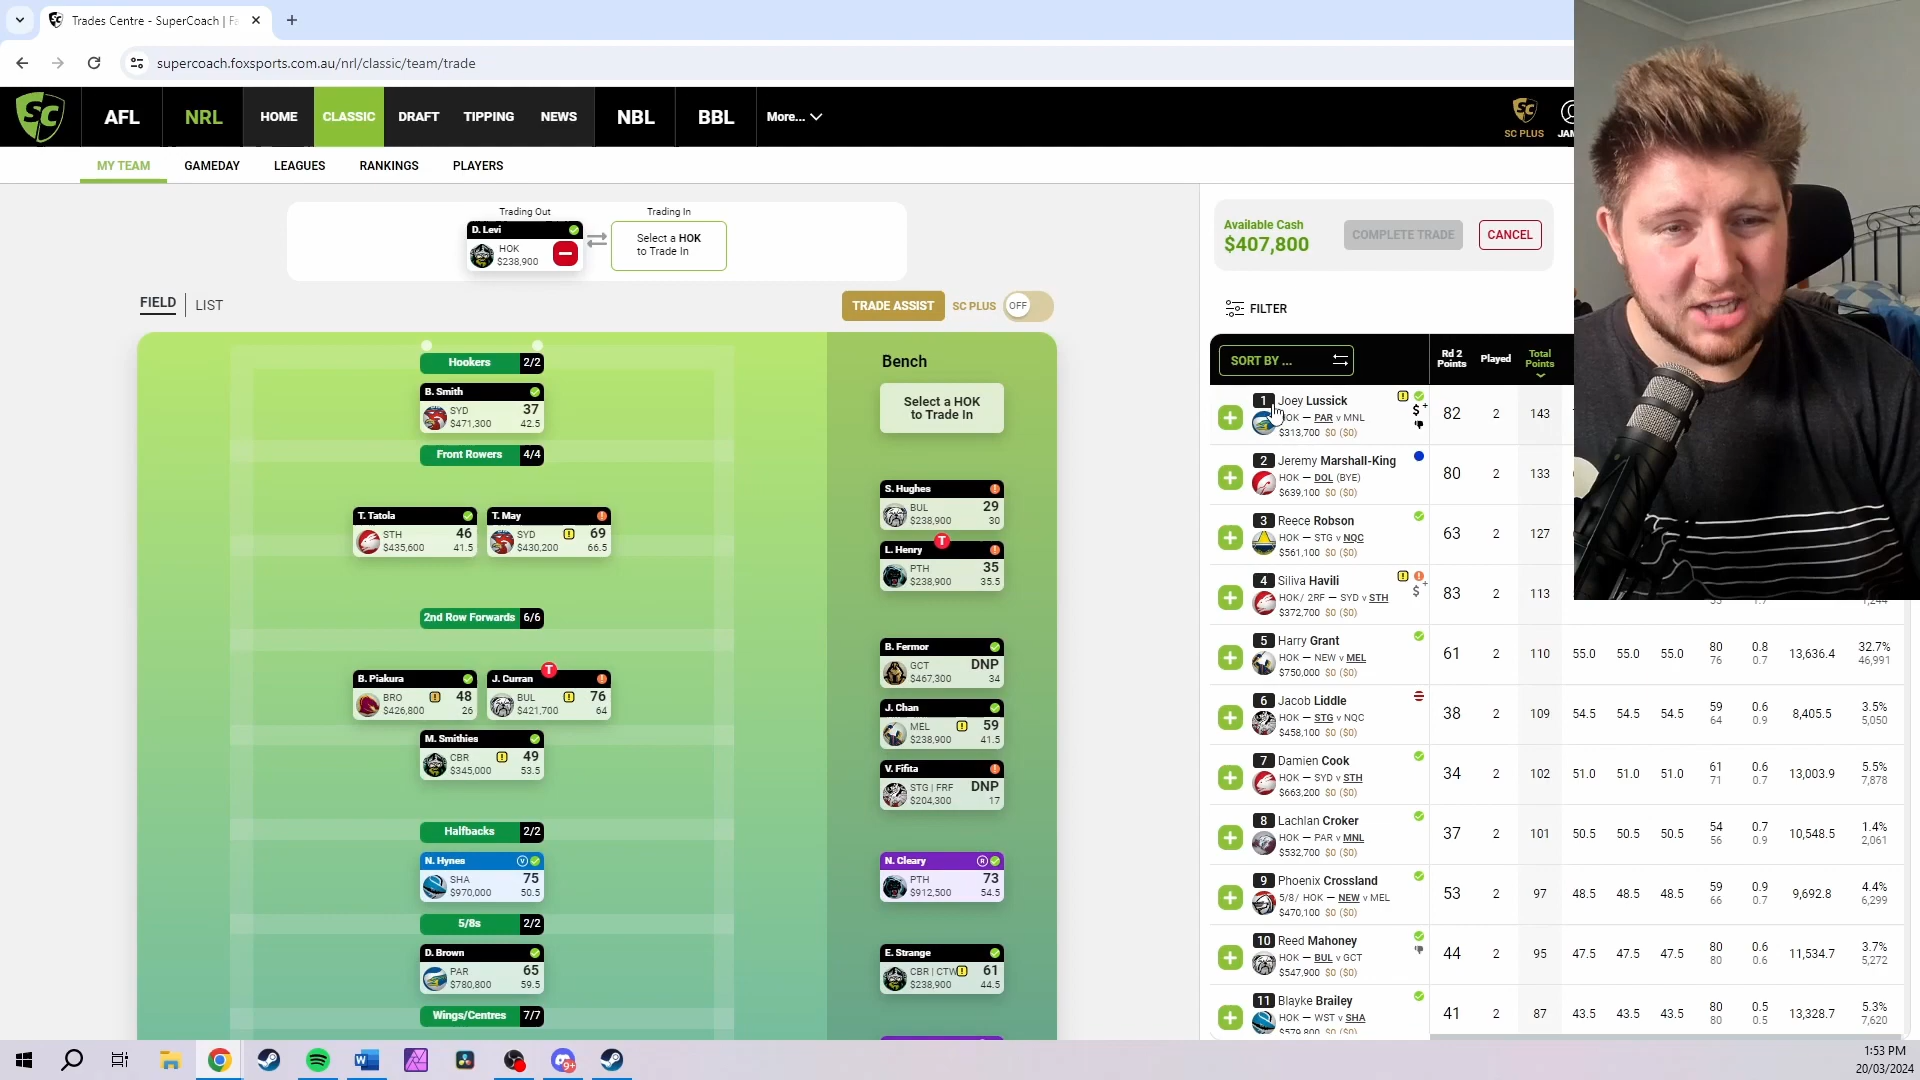 Trades Centre - SuperCoach | Fa
supercoach.foxsports.com.au/nrl/classic/team/trade
SC AFL NRL HOME CLASSIC DRAFT TIPPING NEWS NBL BBL More... SC PLUS JAM
MY TEAM GAMEDAY LEAGUES RANKINGS PLAYERS
Trading Out
D. Levi
HOK
$238,900
Trading In
Select a HOK
to Trade In
FIELD LIST
TRADE ASSIST SC PLUS OFF
Hookers 2/2
B. Smith
SYD 37
$471,300 42.5
Front Rowers 4/4
T. Tatola
STH 46
$435,600 41.5
T. May
SYD 69
$430,200 66.5
2nd Row Forwards 6/6
B. Piakura
BRO 48
$426,800 26
T
J. Curran
BUL 76
$421,700 64
M. Smithies
CBR 49
$345,000 53.5
Halfbacks 2/2
N. Hynes V
SHA 75
$970,000 50.5
5/8s 2/2
D. Brown
PAR 65
$780,800 59.5
Wings/Centres 7/7
Bench
Select a HOK
to Trade In
S. Hughes
BUL 29
$238,900 30
T
L. Henry
PTH 35
$238,900 35.5
B. Fermor
GCT DNP
$467,300 34
J. Chan
MEL 59
$238,900 41.5
V. Fifita
STG | FRF DNP
$204,300 17
N. Cleary R
PTH 73
$912,500 54.5
E. Strange
CBR | CTW 61
$238,900 44.5
Available Cash
$407,800
COMPLETE TRADE CANCEL
FILTER
SORT BY ...
Rd 2 Points Played Total Points
1 Joey Lussick
HOK — PAR v MNL
$313,700 $0 ($0)
82 2 143
2 Jeremy Marshall-King
HOK — DOL (BYE)
$639,100 $0 ($0)
80 2 133
3 Reece Robson
HOK — STG v NQC
$561,100 $0 ($0)
63 2 127
4 Siliva Havili
HOK/ 2RF — SYD v STH
$372,700 $0 ($0)
83 2 113
5 Harry Grant
HOK — NEW v MEL
$750,000 $0 ($0)
61 2 110 55.0 55.0 55.0 80 76 0.8 0.7 13,636.4 32.7% 46,991
6 Jacob Liddle
HOK — STG v NQC
$458,100 $0 ($0)
38 2 109 54.5 54.5 54.5 59 64 0.6 0.9 8,405.5 3.5% 5,050
7 Damien Cook
HOK — SYD v STH
$663,200 $0 ($0)
34 2 102 51.0 51.0 51.0 61 71 0.6 0.7 13,003.9 5.5% 7,878
8 Lachlan Croker
HOK — PAR v MNL
$532,700 $0 ($0)
37 2 101 50.5 50.5 50.5 54 56 0.7 0.9 10,548.5 1.4% 2,061
9 Phoenix Crossland
5/8/ HOK — NEW v MEL
$470,100 $0 ($0)
53 2 97 48.5 48.5 48.5 59 66 0.9 0.7 9,692.8 4.4% 6,299
10 Reed Mahoney
HOK — BUL v GCT
$547,900 $0 ($0)
44 2 95 47.5 47.5 47.5 80 80 0.6 0.6 11,534.7 3.7% 5,272
11 Blayke Brailey
HOK — WST v SHA
$579,800 $0 ($0)
41 2 87 43.5 43.5 43.5 80 80 0.5 0.5 13,328.7 5.3% 7,620
9+
1:53 PM
20/03/2024